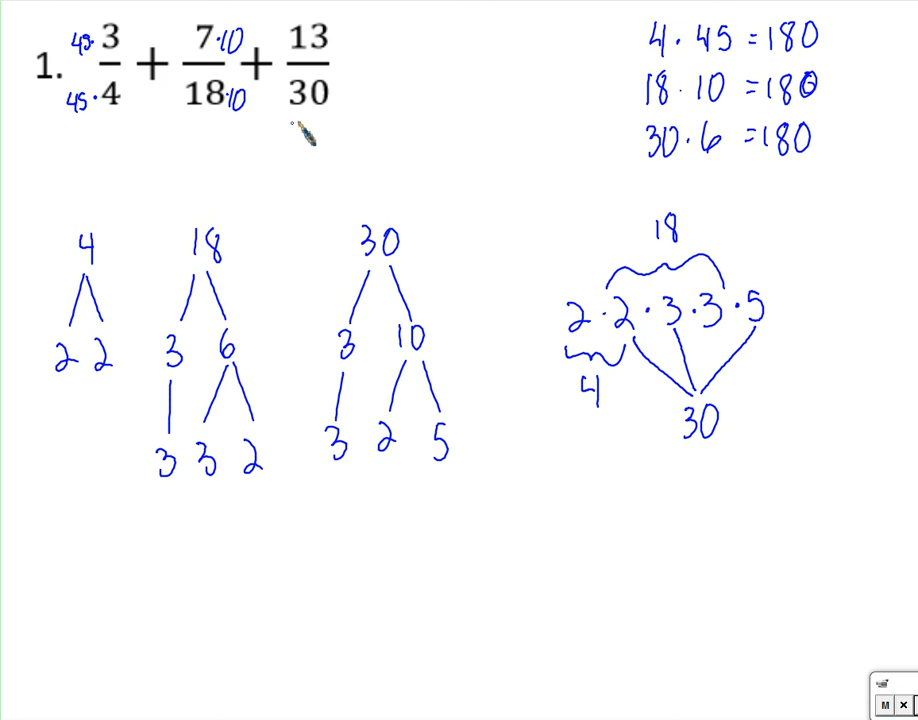 45· 3 7·10 13
1. + +
45·4 18·10 30
4 · 45 = 180
18 · 10 = 180
30 · 6 = 180
4 18 30
2 2 3 6 3 10
3 3 2 3 2 5
18
2 · 2 · 3 · 3 · 5
4
30
M ×